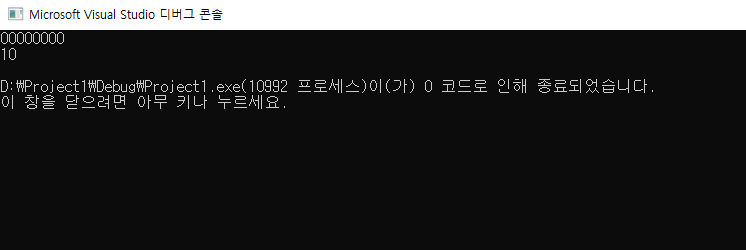 Microsoft Visual Studio 디버그 콘솔
00000000
10
D:\Project1\Debug\Project1.exe(10992 프로세스)이(가) 0 코드로 인해 종료되었습니다.
이 창을 닫으려면 아무 키나 누르세요.